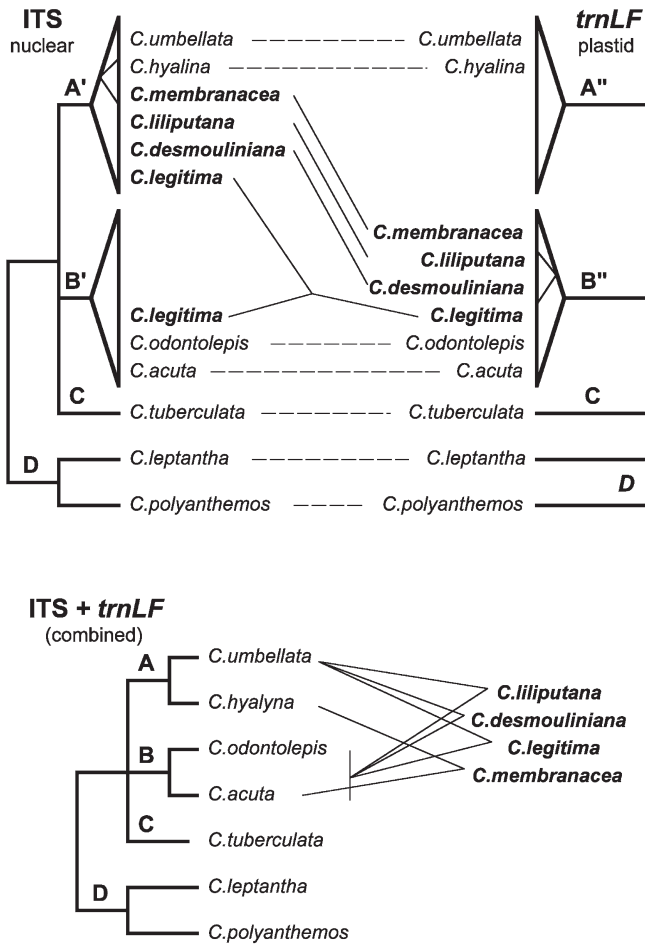 ITS trnLF
nuclear plastid
C.umbellata C.umbellata
C.hyalina C.hyalina
A' A"
C.membranacea
C.liliputana
C.desmouliniana
C.legitima
C.membranacea
C.liliputana
C.desmouliniana
B' B"
C.legitima C.legitima
C.odontolepis C.odontolepis
C.acuta C.acuta
C C
C.tuberculata C.tuberculata
C.leptantha C.leptantha
D D
C.polyanthemos C.polyanthemos
ITS + trnLF
(combined)
A C.umbellata
C.liliputana
C.hyalyna
C.desmouliniana
B C.odontolepis
C.legitima
C.membranacea
C.acuta
C
C.tuberculata
D C.leptantha
C.polyanthemos